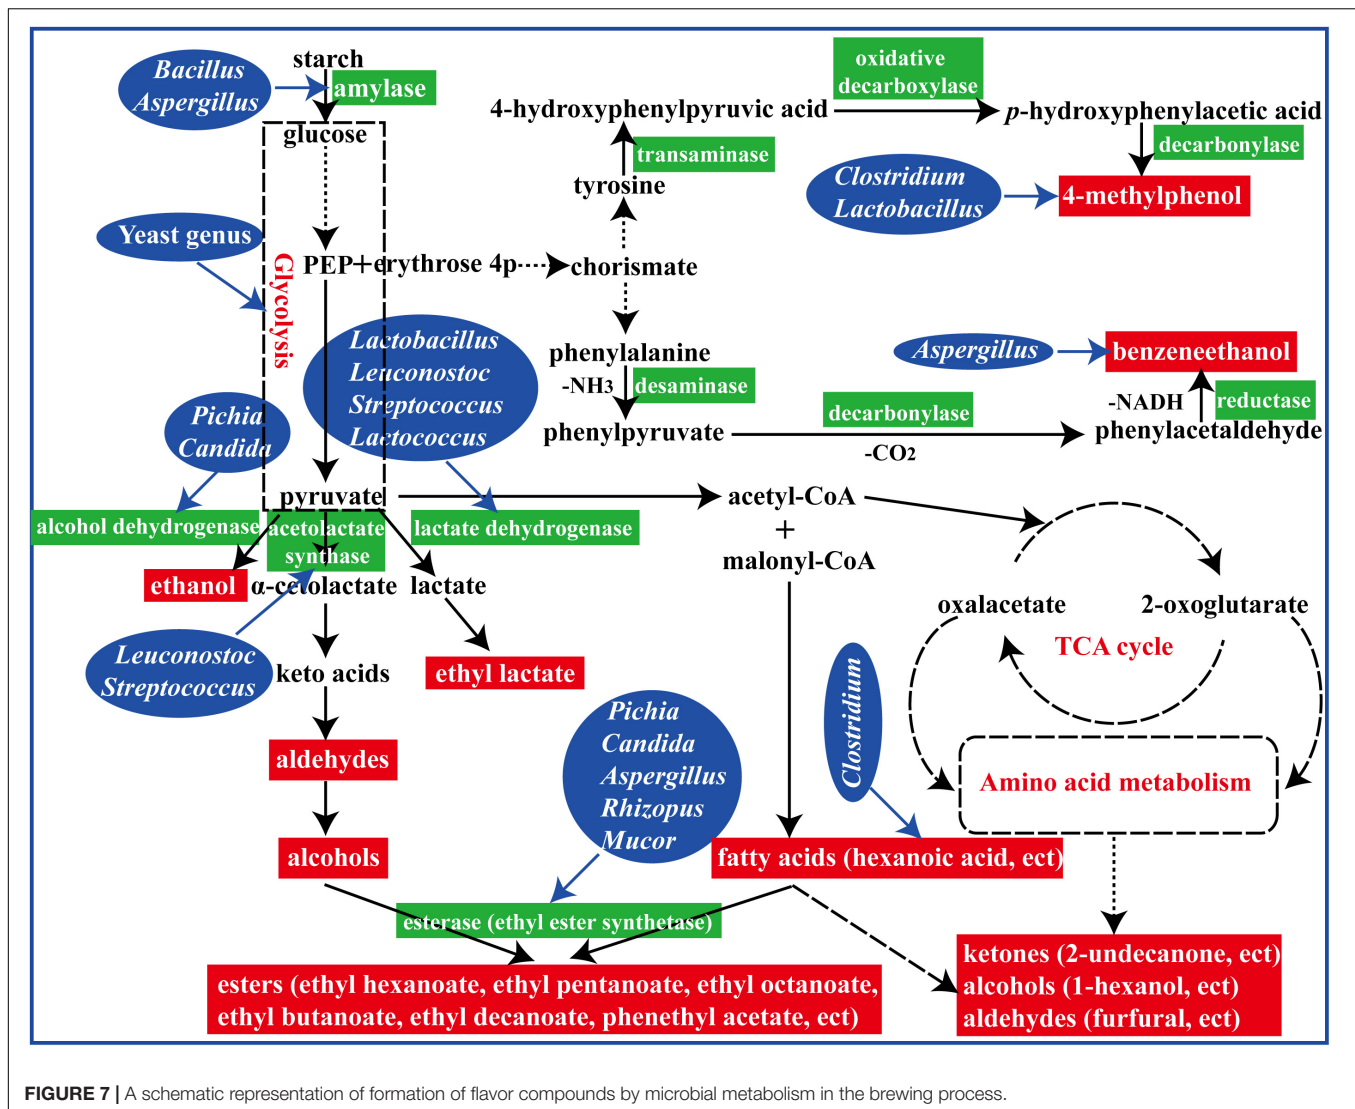 starch
Bacillus
Aspergillus
amylase
glucose
oxidative
decarboxylase
4-hydroxyphenylpyruvic acid
p-hydroxyphenylacetic acid
transaminase
decarbonylase
tyrosine
Clostridium
Lactobacillus
4-methylphenol
Yeast genus
Glycolysis
PEP+erythrose 4p
chorismate
phenylalanine
-NH3
desaminase
phenylpyruvate
decarbonylase
-CO2
Aspergillus
benzeneethanol
-NADH
reductase
phenylacetaldehyde
Lactobacillus
Leuconostoc
Streptococcus
Lactococcus
Pichia
Candida
pyruvate
acetyl-CoA
+
malonyl-CoA
alcohol dehydrogenase
acetolactate
synthase
lactate dehydrogenase
ethanol
α-cetolactate
lactate
oxalacetate
2-oxoglutarate
TCA cycle
Leuconostoc
Streptococcus
keto acids
ethyl lactate
Pichia
Candida
Aspergillus
Rhizopus
Mucor
Clostridium
aldehydes
Amino acid metabolism
alcohols
fatty acids (hexanoic acid, ect)
esterase (ethyl ester synthetase)
esters (ethyl hexanoate, ethyl pentanoate, ethyl octanoate,
ethyl butanoate, ethyl decanoate, phenethyl acetate, ect)
ketones (2-undecanone, ect)
alcohols (1-hexanol, ect)
aldehydes (furfural, ect)
FIGURE 7 | A schematic representation of formation of flavor compounds by microbial metabolism in the brewing process.